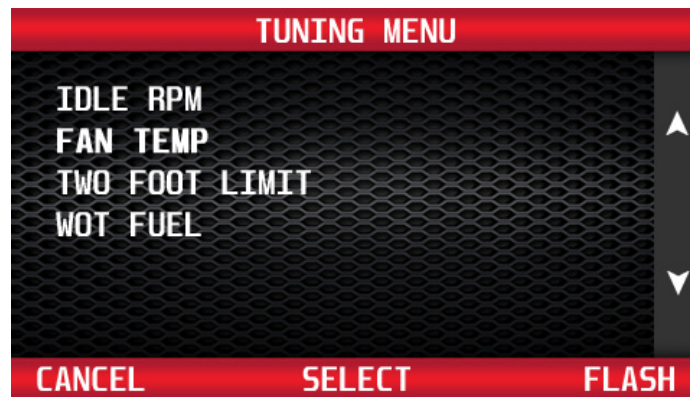 TUNING MENU
IDLE RPM
FAN TEMP
TWO FOOT LIMIT
WOT FUEL
CANCEL SELECT FLASH